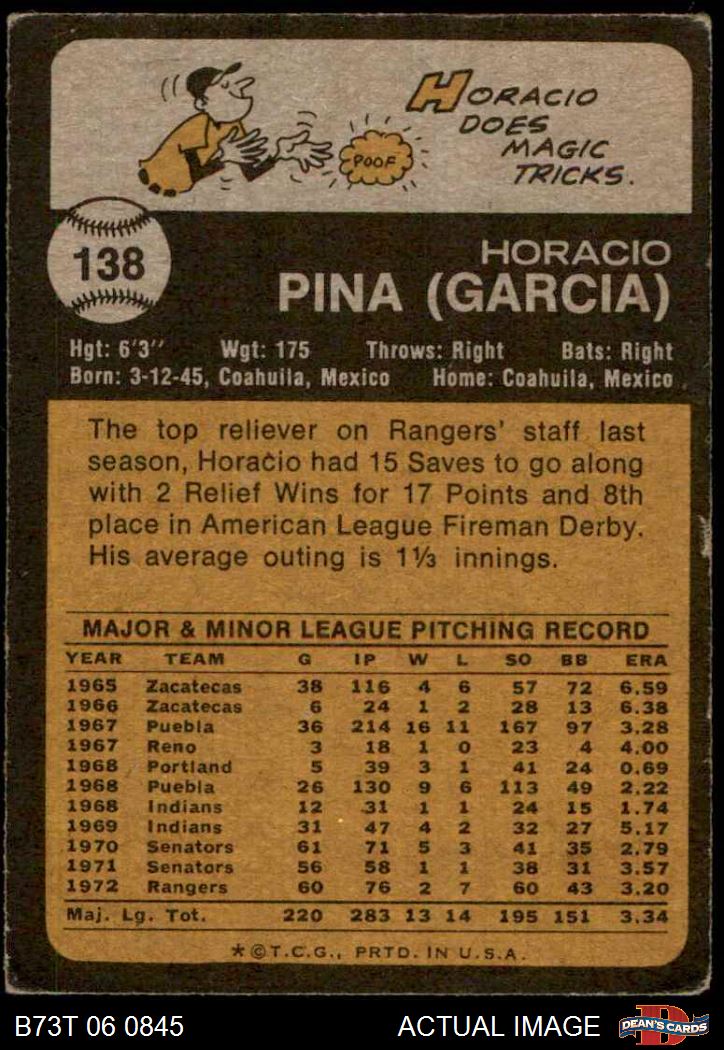 HORACIO
DOES
MAGIC
TRICKS.
POOF
138
HORACIO
PINA (GARCIA)
Hgt: 6'3" Wgt: 175 Throws: Right Bats: Right
Born: 3-12-45, Coahuila, Mexico Home: Coahuila, Mexico
The top reliever on Rangers' staff last
season, Horacio had 15 Saves to go along
with 2 Relief Wins for 17 Points and 8th
place in American League Fireman Derby.
His average outing is 1⅓ innings.
MAJOR & MINOR LEAGUE PITCHING RECORD
YEAR TEAM G IP W L SO BB ERA
1965 Zacatecas 38 116 4 6 57 72 6.59
1966 Zacatecas 6 24 1 2 28 13 6.38
1967 Puebla 36 214 16 11 167 97 3.28
1967 Reno 3 18 1 0 23 4 4.00
1968 Portland 5 39 3 1 41 24 0.69
1968 Puebla 26 130 9 6 113 49 2.22
1968 Indians 12 31 1 1 24 15 1.74
1969 Indians 31 47 4 2 32 27 5.17
1970 Senators 61 71 5 3 41 35 2.79
1971 Senators 56 58 1 1 38 31 3.57
1972 Rangers 60 76 2 7 60 43 3.20
Maj. Lg. Tot. 220 283 13 14 195 151 3.34
*©T.C.G., PRTD. IN U.S.A.
B73T 06 0845 ACTUAL IMAGE D DEAN'S CARDS